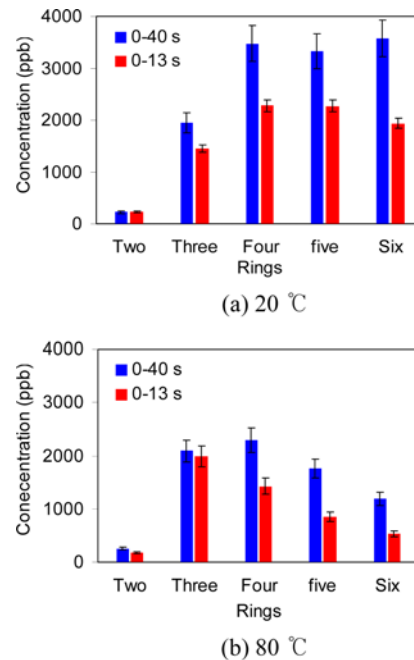 4000
3000
2000
1000
0
Concentration (ppb)
0-40 s
0-13 s
Two Three Four five Six
Rings
(a) 20 ℃
4000
3000
2000
1000
0
Conecentration (ppb)
0-40 s
0-13 s
Two Three Four five Six
Rings
(b) 80 ℃